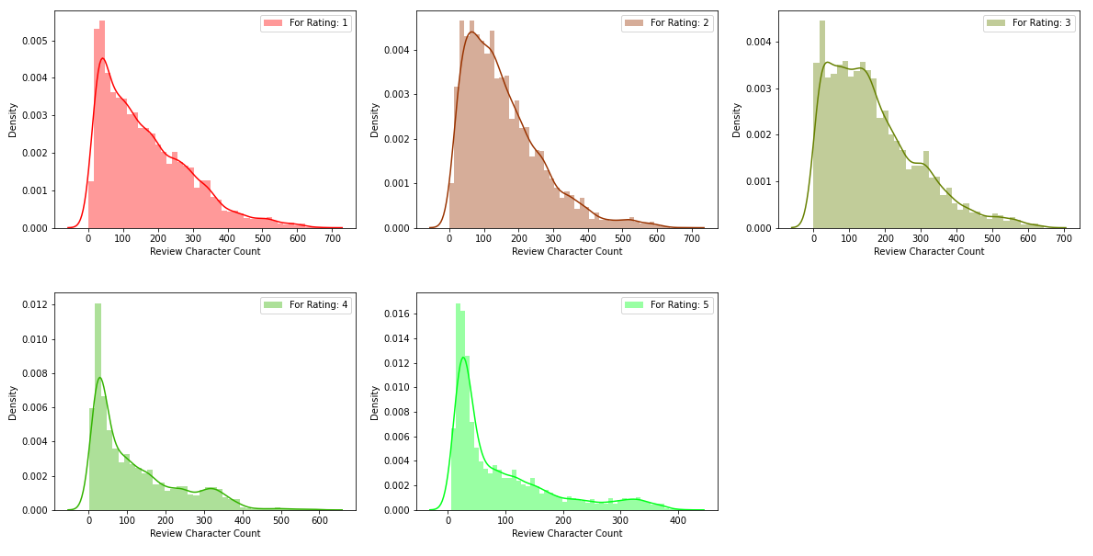 For Rating: 1
0.005
0.004
0.003
0.002
0.001
0.000
Density
0 100 200 300 400 500 600 700
Review Character Count
For Rating: 2
0.004
0.003
0.002
0.001
0.000
Density
0 100 200 300 400 500 600 700
Review Character Count
For Rating: 3
0.004
0.003
0.002
0.001
0.000
Density
0 100 200 300 400 500 600 700
Review Character Count
For Rating: 4
0.012
0.010
0.008
0.006
0.004
0.002
0.000
Density
0 100 200 300 400 500 600
Review Character Count
For Rating: 5
0.016
0.014
0.012
0.010
0.008
0.006
0.004
0.002
0.000
Density
0 100 200 300 400
Review Character Count